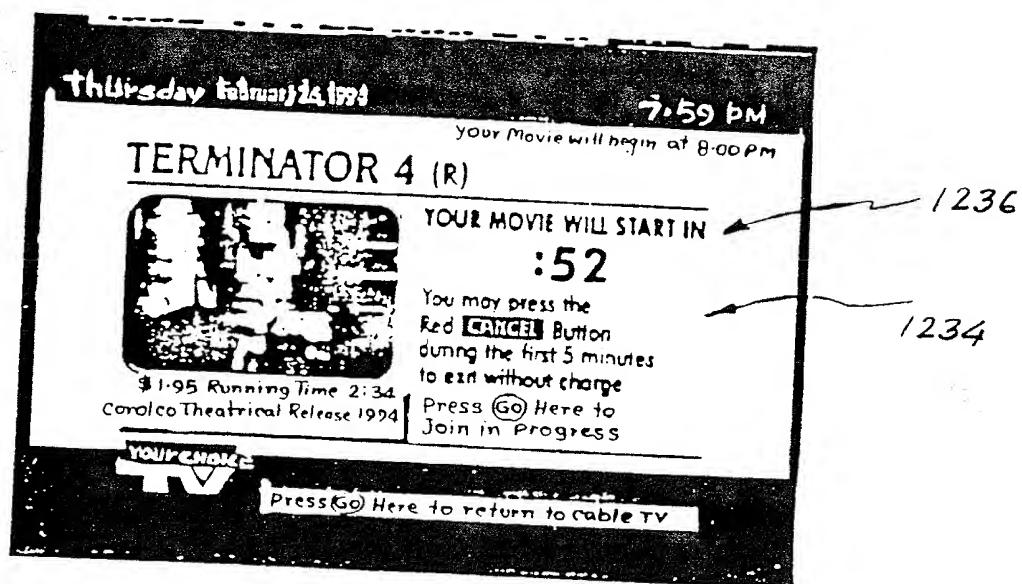 Thursday February 24, 1994
7:59 PM
Your Movie will begin at 8:00 PM
TERMINATOR 4 (R)
YOUR MOVIE WILL START IN
:52
You may press the
Red CANCEL Button
during the first 5 minutes
to exit without charge
Press Go Here to
Join in Progress
$1.95 Running Time 2:34
Carolco Theatrical Release 1994
YOUR CHOICE
TV
Press Go Here to return to cable TV
1236
1234